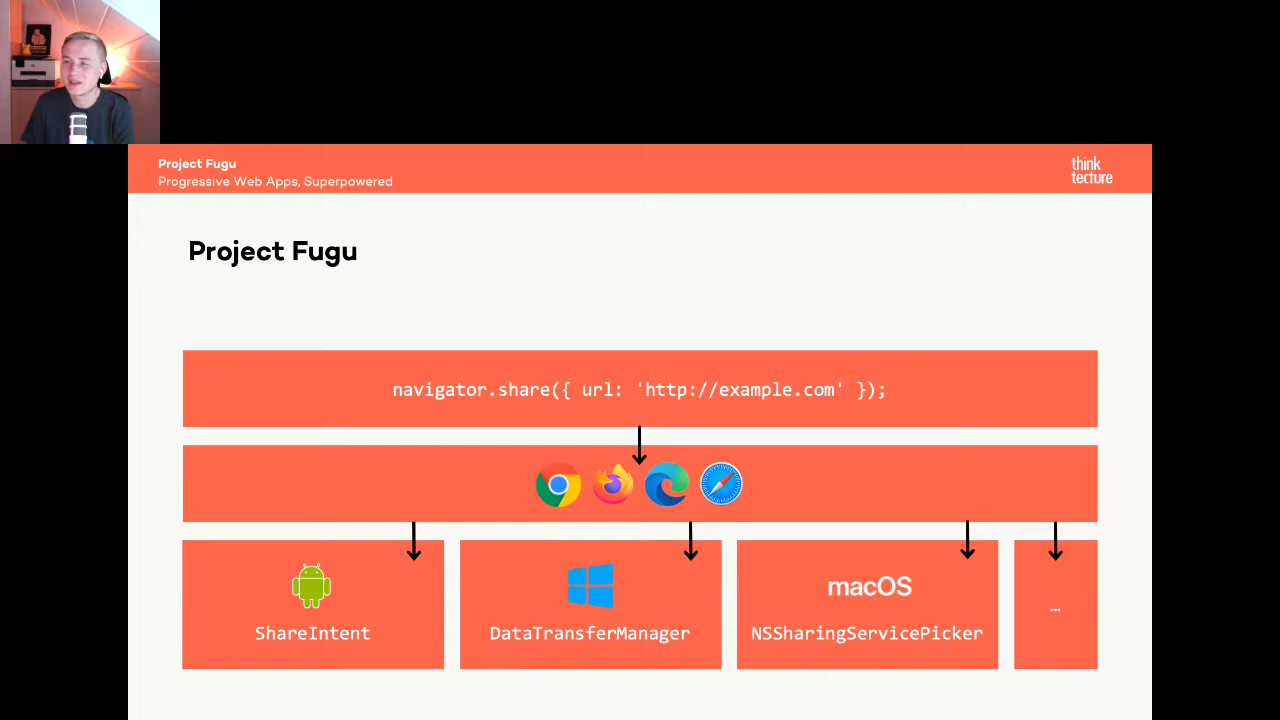 Project Fugu
Progressive Web Apps, Superpowered
think
tecture
Project Fugu
navigator.share({ url: 'http://example.com' });
ShareIntent
DataTransferManager
macOS
NSSharingServicePicker
...